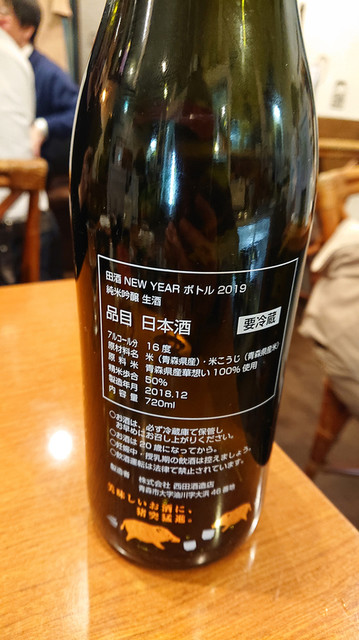 田酒 NEW YEAR ボトル 2019
純米吟醸 生酒
品目 日本酒 要冷蔵
アルコール分 16度
原材料名 米(青森県産)・米こうじ(青森県産米)
原料米 青森県産華想い100%使用
精米歩合 50%
製造年月 2018.12
内容量 720ml
○お酒は、必ず冷蔵庫で保管し
お早めにお召し上がりください。
○お酒は20歳になってから。
○妊娠中・授乳期の飲酒は控えましょう。
○飲酒運転は法律で禁止されています。
製造者 株式会社 西田酒造店
青森市大字油川字大浜46番地
美味しいお酒に、
猪突猛進。